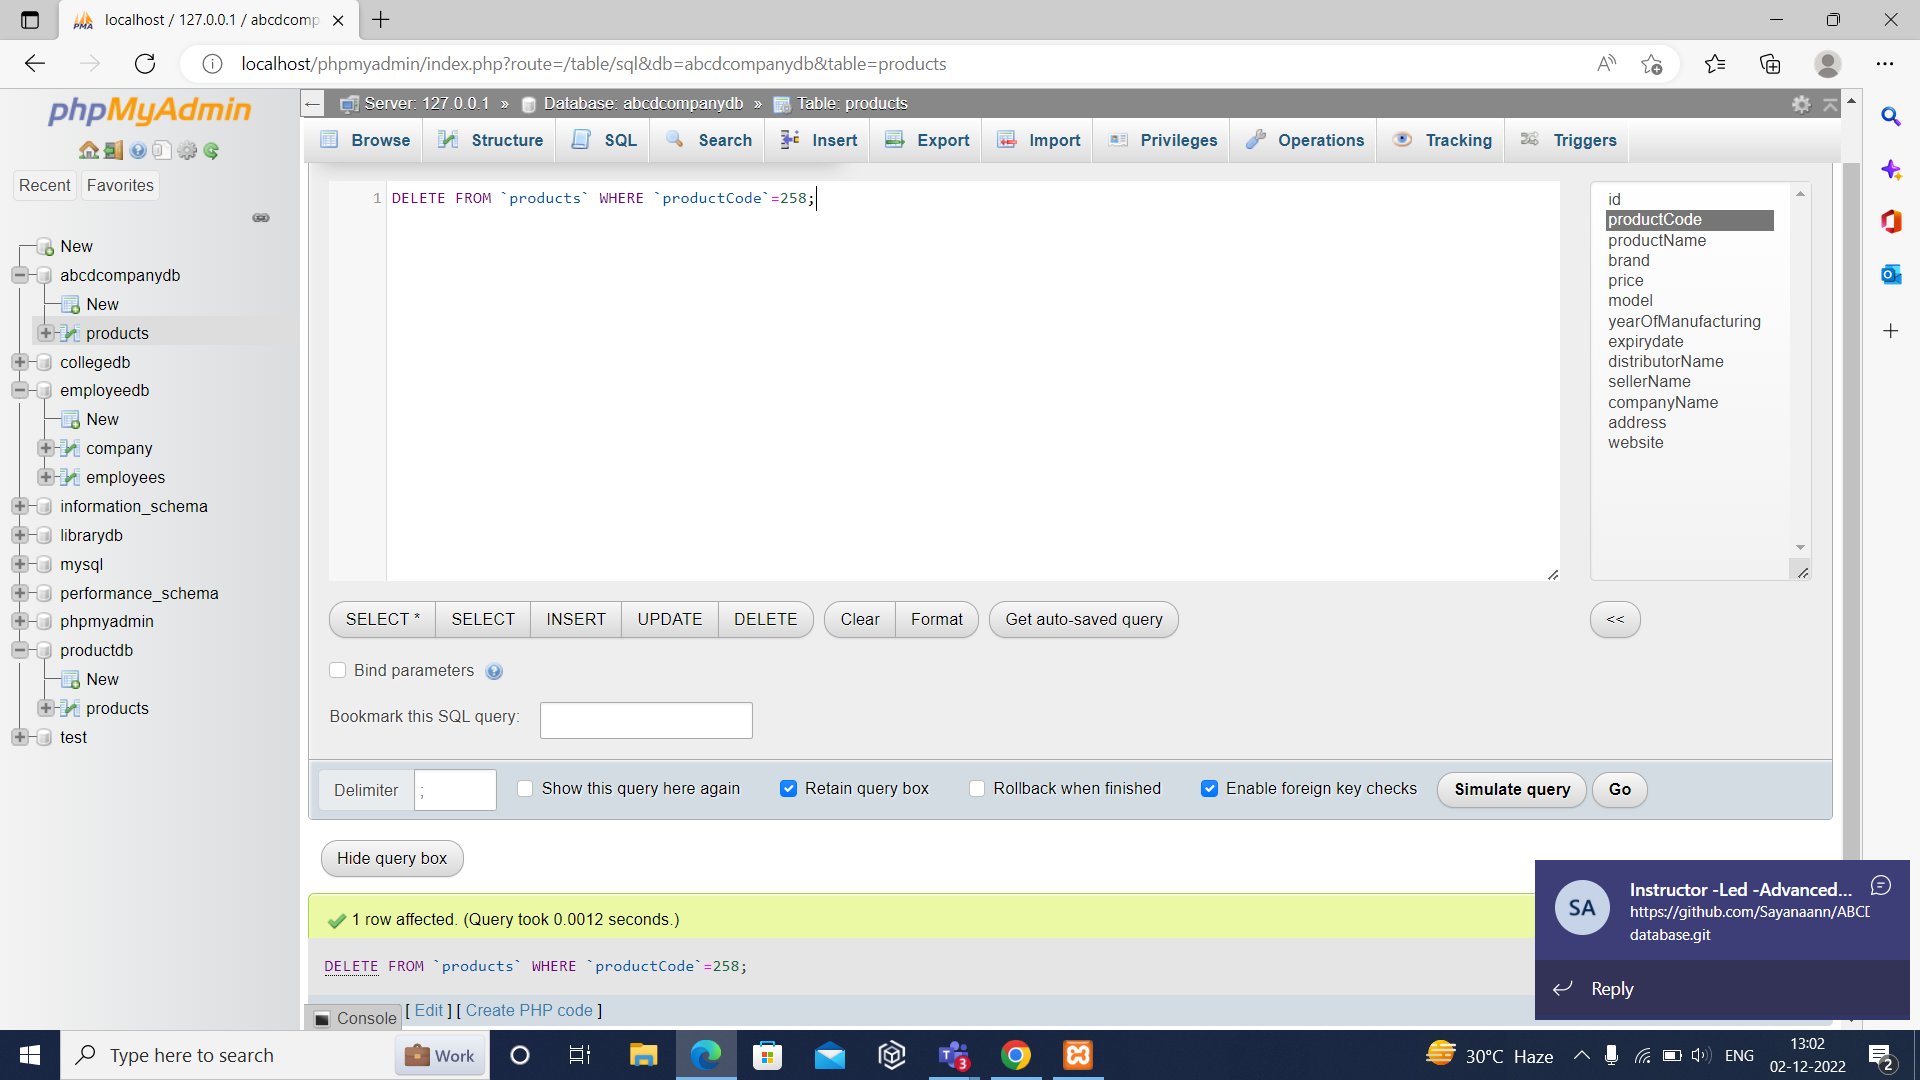 localhost / 127.0.0.1 / abcdcomp
localhost/phpmyadmin/index.php?route=/table/sql&db=abcdcompanydb&table=products
phpMyAdmin
Recent
Favorites
New
abcdcompanydb
New
products
collegedb
employeedb
New
company
employees
information_schema
librarydb
mysql
performance_schema
phpmyadmin
productdb
New
products
test
Server: 127.0.0.1 » Database: abcdcompanydb » Table: products
Browse
Structure
SQL
Search
Insert
Export
Import
Privileges
Operations
Tracking
Triggers
1
DELETE FROM `products` WHERE `productCode`=258;
id
productCode
productName
brand
price
model
yearOfManufacturing
expirydate
distributorName
sellerName
companyName
address
website
SELECT *
SELECT
INSERT
UPDATE
DELETE
Clear
Format
Get auto-saved query
<<
Bind parameters
Bookmark this SQL query:
Delimiter
;
Show this query here again
Retain query box
Rollback when finished
Enable foreign key checks
Simulate query
Go
Hide query box
1 row affected. (Query took 0.0012 seconds.)
DELETE FROM `products` WHERE `productCode`=258;
[ Edit ] [ Create PHP code ]
Console
SA
Instructor -Led -Advanced...
https://github.com/Sayanaann/ABCD
database.git
Reply
Type here to search
Work
3
30°C Haze
ENG
13:02
02-12-2022
2